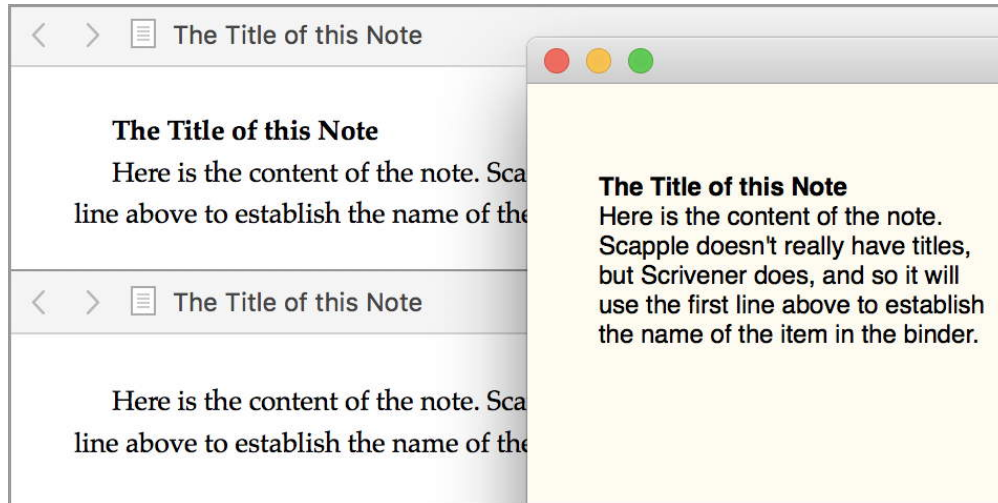 The Title of this Note
The Title of this Note
Here is the content of the note. Sca
line above to establish the name of the
The Title of this Note
Here is the content of the note. Sca
line above to establish the name of the
The Title of this Note
Here is the content of the note.
Scapple doesn't really have titles,
but Scrivener does, and so it will
use the first line above to establish
the name of the item in the binder.